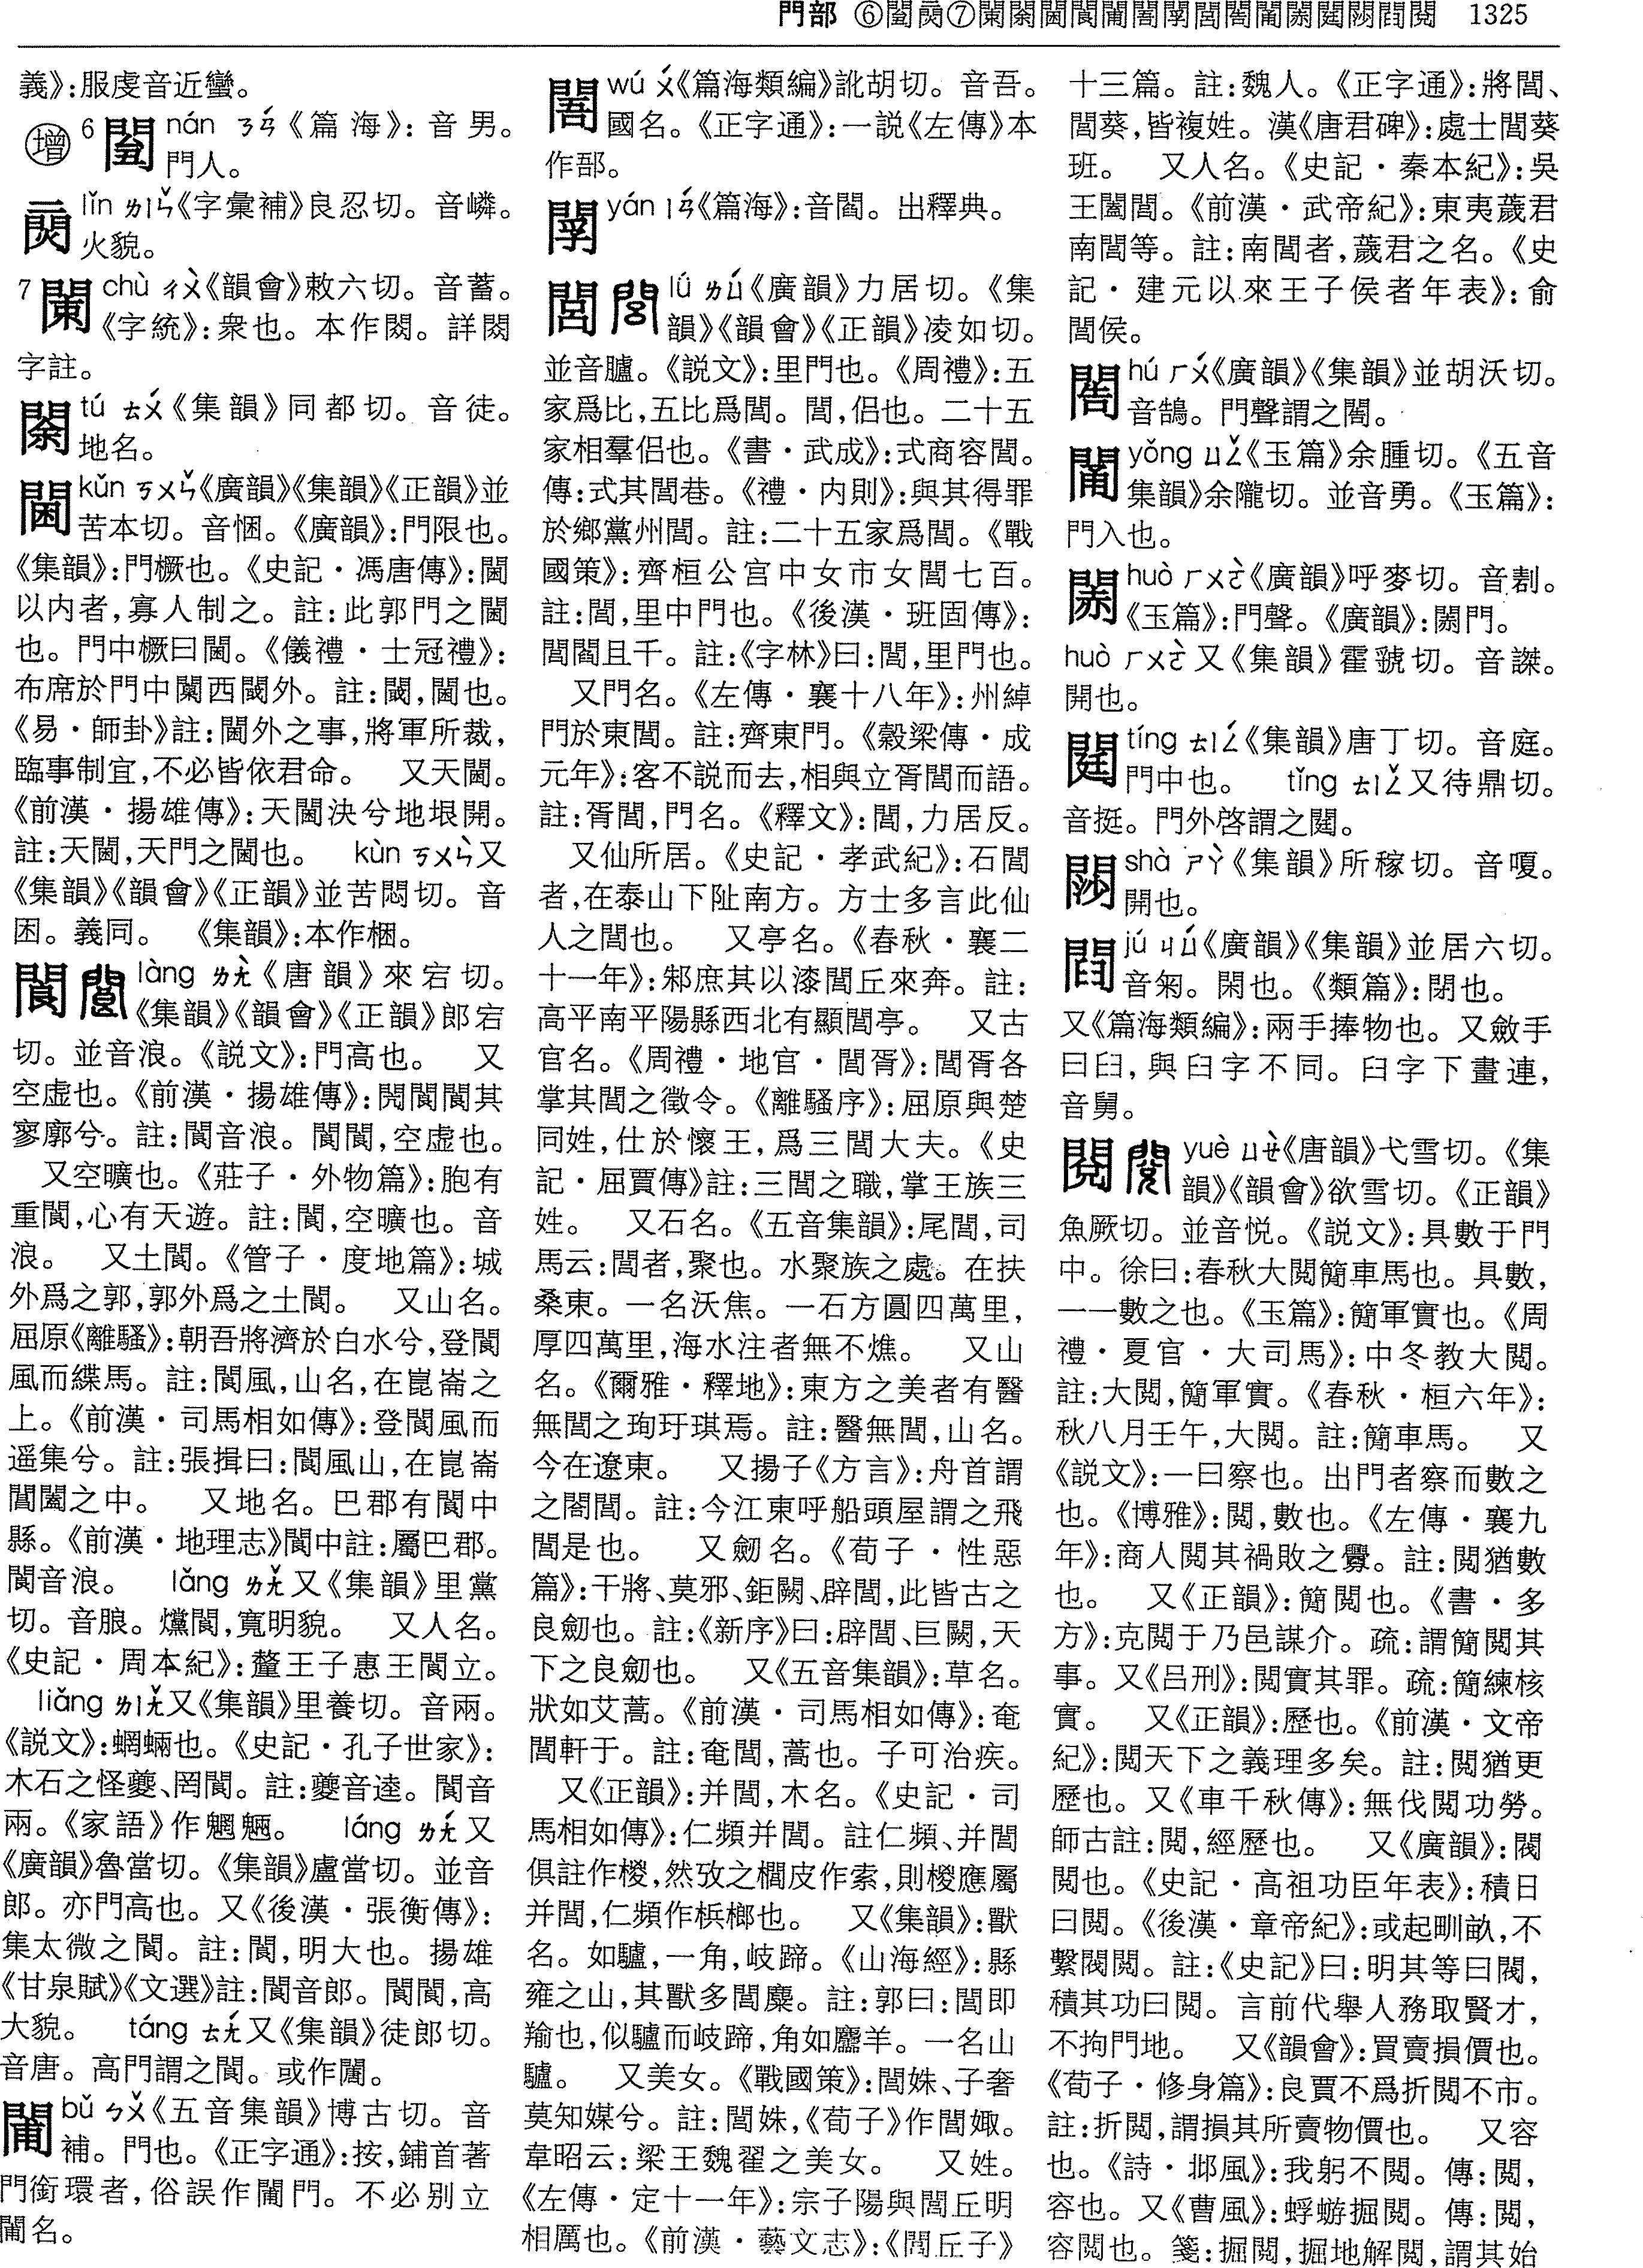 門部 ⑥ ⑦ 1325
義》:服虔音近蠻。
增 6 nán ㄋㄢˊ《篇海》:音男。
門人。
lǐn ㄌㄧㄣˇ《字彙補》良忍切。音嶙。
火貌。
7 chù ㄔㄨˋ《韻會》敕六切。音蓄。
《字統》:衆也。本作閦。詳閦
字註。
tú ㄊㄨˊ《集韻》同都切。音徒。
地名。
閫 kǔn ㄎㄨㄣˇ《廣韻》《集韻》《正韻》並
苦本切。音悃。《廣韻》:門限也。
《集韻》:門橛也。《史記・馮唐傳》:閫
以内者,寡人制之。註:此郭門之閫
也。門中橛曰閫。《儀禮・士冠禮》:
布席於門中闑西閾外。註:閾,閫也。
《易・師卦》註:閫外之事,將軍所裁,
臨事制宜,不必皆依君命。 又天閫。
《前漢・揚雄傳》:天閫決兮地垠開。
註:天閫,天門之閫也。 kùn ㄎㄨㄣˋ又
《集韻》《韻會》《正韻》並苦悶切。音
困。義同。 《集韻》:本作梱。
閬 làng ㄌㄤˋ《唐韻》來宕切。
《集韻》《韻會》《正韻》郎宕
切。並音浪。《説文》:門高也。 又
空虛也。《前漢・揚雄傳》:閌閬閬其
寥廓兮。註:閬音浪。閬閬,空虛也。
又空曠也。《莊子・外物篇》:胞有
重閬,心有天遊。註:閬,空曠也。音
浪。 又土閬。《管子・度地篇》:城
外爲之郭,郭外爲之土閬。 又山名。
屈原《離騷》:朝吾將濟於白水兮,登閬
風而緤馬。註:閬風,山名,在崑崙之
上。《前漢・司馬相如傳》:登閬風而
遥集兮。註:張揖曰:閬風山,在崑崙
閶闔之中。 又地名。巴郡有閬中
縣。《前漢・地理志》閬中註:屬巴郡。
閬音浪。 lǎng ㄌㄤˇ又《集韻》里黨
切。音朖。爣閬,寬明貌。 又人名。
《史記・周本紀》:釐王子惠王閬立。
liǎng ㄌㄧㄤˇ又《集韻》里養切。音兩。
《説文》:蝄蜽也。《史記・孔子世家》:
木石之怪夔、罔閬。註:夔音逵。閬音
兩。《家語》作魍魎。 láng ㄌㄤˊ又
《廣韻》魯當切。《集韻》盧當切。並音
郎。亦門高也。又《後漢・張衡傳》:
集太微之閬。註:閬,明大也。揚雄
《甘泉賦》《文選》註:閬音郎。閬閬,高
大貌。 táng ㄊㄤˊ又《集韻》徒郎切。
音唐。高門謂之閬。或作闛。
bǔ ㄅㄨˇ《五音集韻》博古切。音
補。門也。《正字通》:按,鋪首著
門銜環者,俗誤作門。不必别立
名。
wú ㄨˊ《篇海類編》訛胡切。音吾。
國名。《正字通》:一説《左傳》本
作郚。
yán ㄧㄢˊ《篇海》:音閻。出釋典。
閭 lǘ ㄌㄩˊ《廣韻》力居切。《集
韻》《韻會》《正韻》凌如切。
並音臚。《説文》:里門也。《周禮》:五
家爲比,五比爲閭。閭,侣也。二十五
家相羣侣也。《書・武成》:式商容閭。
傳:式其閭巷。《禮・内則》:與其得罪
於鄉黨州閭。註:二十五家爲閭。《戰
國策》:齊桓公宫中女市女閭七百。
註:閭,里中門也。《後漢・班固傳》:
閭閻且千。註:《字林》曰:閭,里門也。
又門名。《左傳・襄十八年》:州綽
門於東閭。註:齊東門。《穀梁傳・成
元年》:客不説而去,相與立胥閭而語。
註:胥閭,門名。《釋文》:閭,力居反。
又仙所居。《史記・孝武紀》:石閭
者,在泰山下阯南方。方士多言此仙
人之閭也。 又亭名。《春秋・襄二
十一年》:邾庶其以漆閭丘來奔。註:
高平南平陽縣西北有顯閭亭。 又古
官名。《周禮・地官・閭胥》:閭胥各
掌其閭之徵令。《離騷序》:屈原與楚
同姓,仕於懷王,爲三閭大夫。《史
記・屈賈傳》註:三閭之職,掌王族三
姓。 又石名。《五音集韻》:尾閭,司
馬云:閭者,聚也。水聚族之處。在扶
桑東。一名沃焦。一石方圓四萬里,
厚四萬里,海水注者無不燋。 又山
名。《爾雅・釋地》:東方之美者有醫
無閭之珣玗琪焉。註:醫無閭,山名。
今在遼東。 又揚子《方言》:舟首謂
之閤閭。註:今江東呼船頭屋謂之飛
閭是也。 又劒名。《荀子・性惡
篇》:干將、莫邪、鉅闕、辟閭,此皆古之
良劒也。註:《新序》曰:辟閭、巨闕,天
下之良劒也。 又《五音集韻》:草名。
狀如艾蒿。《前漢・司馬相如傳》:奄
閭軒于。註:奄閭,蒿也。子可治疾。
又《正韻》:并閭,木名。《史記・司
馬相如傳》:仁頻并閭。註仁頻、并閭
俱註作椶,然攷之櫚皮作索,則椶應屬
并閭,仁頻作梹榔也。 又《集韻》:獸
名。如驢,一角,岐蹄。《山海經》:縣
雍之山,其獸多閭麋。註:郭曰:閭即
羭也,似驢而岐蹄,角如麢羊。一名山
驢。 又美女。《戰國策》:閭姝、子奢
莫知媒兮。註:閭姝,《荀子》作閭娵。
韋昭云:梁王魏翟之美女。 又姓。
《左傳・定十一年》:宗子陽與閭丘明
相厲也。《前漢・藝文志》:《閭丘子》
十三篇。註:魏人。《正字通》:將閭、
閭葵,皆複姓。漢《唐君碑》:處士閭葵
班。 又人名。《史記・秦本紀》:吳
王闔閭。《前漢・武帝紀》:東夷薉君
南閭等。註:南閭者,薉君之名。《史
記・建元以來王子侯者年表》:俞
閭侯。
hú ㄏㄨˊ《廣韻》《集韻》並胡沃切。
音鵠。門聲謂之。
yǒng ㄩㄥˇ《玉篇》余腫切。《五音
集韻》余隴切。並音勇。《玉篇》:
門入也。
huò ㄏㄨㄛˋ《廣韻》呼麥切。音剨。
《玉篇》:門聲。《廣韻》:門。
huò ㄏㄨㄛˋ又《集韻》霍虢切。音謋。
開也。
tíng ㄊㄧㄥˊ《集韻》唐丁切。音庭。
門中也。 tǐng ㄊㄧㄥˇ又待鼎切。
音挺。門外啓謂之。
shà ㄕㄚˋ《集韻》所稼切。音嗄。
開也。
jú ㄐㄩˊ《廣韻》《集韻》並居六切。
音匊。閑也。《類篇》:閉也。
又《篇海類編》:兩手捧物也。又斂手
曰𦥑,與臼字不同。臼字下畫連,
音舅。
閱 yuè ㄩㄝˋ《唐韻》弋雪切。《集
韻》《韻會》欲雪切。《正韻》
魚厥切。並音悦。《説文》:具數于門
中。徐曰:春秋大閱簡車馬也。具數,
一一數之也。《玉篇》:簡軍實也。《周
禮・夏官・大司馬》:中冬教大閱。
註:大閱,簡軍實。《春秋・桓六年》:
秋八月壬午,大閱。註:簡車馬。 又
《説文》:一曰察也。出門者察而數之
也。《博雅》:閱,數也。《左傳・襄九
年》:商人閱其禍敗之釁。註:閱猶數
也。 又《正韻》:簡閱也。《書・多
方》:克閱于乃邑謀介。疏:謂簡閱其
事。又《吕刑》:閱實其罪。疏:簡練核
實。 又《正韻》:歷也。《前漢・文帝
紀》:閱天下之義理多矣。註:閱猶更
歷也。又《車千秋傳》:無伐閱功勞。
師古註:閱,經歷也。 又《廣韻》:閥
閱也。《史記・高祖功臣年表》:積日
曰閱。《後漢・章帝紀》:或起甽畝,不
繫閥閱。註:《史記》曰:明其等曰閥,
積其功曰閱。言前代舉人務取賢才,
不拘門地。 又《韻會》:買賣損價也。
《荀子・修身篇》:良賈不爲折閱不市。
註:折閱,謂損其所賣物價也。 又容
也。《詩・邶風》:我躬不閱。傳:閱,
容也。又《曹風》:蜉蝣掘閱。傳:閱,
容閱也。箋:掘閱,掘地解閱,謂其始